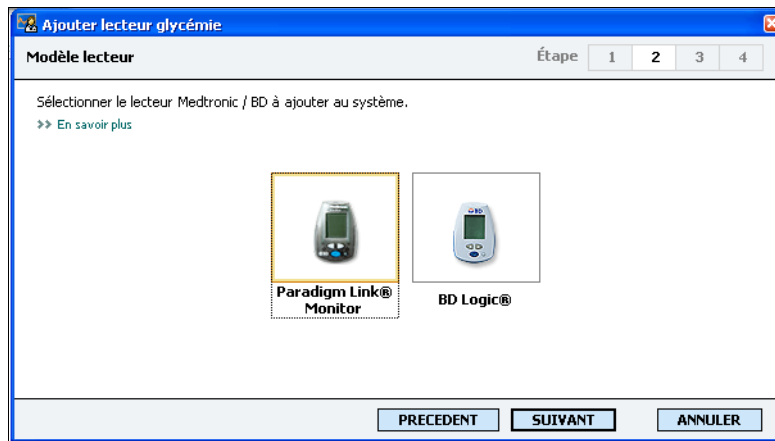 Ajouter lecteur glycémie
Modèle lecteur
Étape 1 2 3 4
Sélectionner le lecteur Medtronic / BD à ajouter au système.
>> En savoir plus
BD
Paradigm Link®
Monitor
BD Logic®
PRECEDENT
SUIVANT
ANNULER